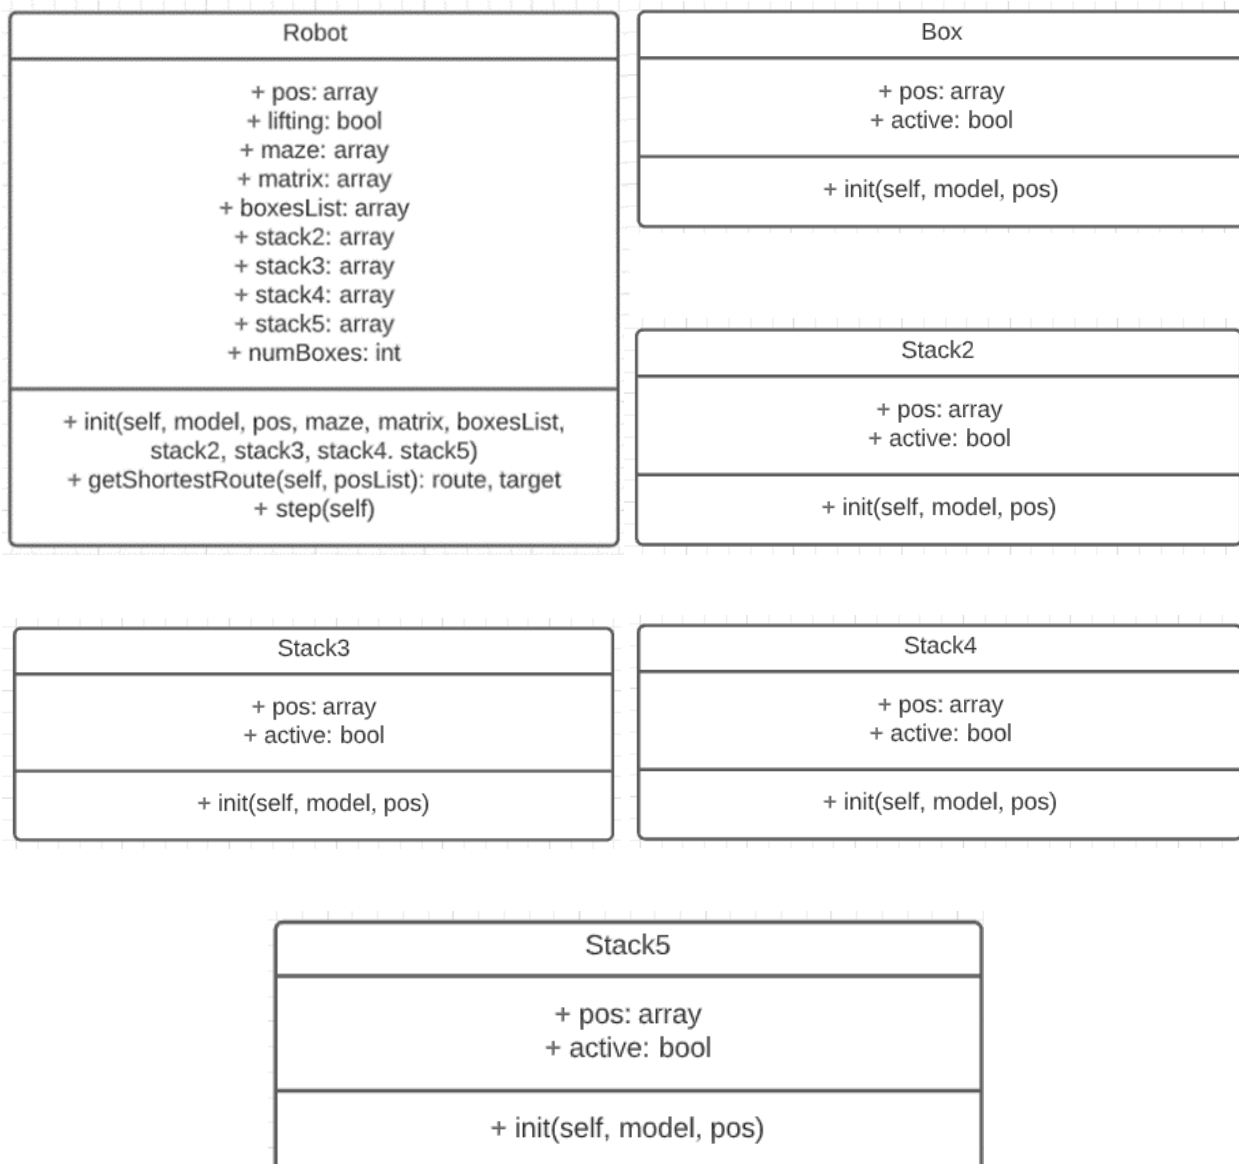 Robot
+ pos: array
+ lifting: bool
+ maze: array
+ matrix: array
+ boxesList: array
+ stack2: array
+ stack3: array
+ stack4: array
+ stack5: array
+ numBoxes: int
+ init(self, model, pos, maze, matrix, boxesList,
stack2, stack3, stack4. stack5)
+ getShortestRoute(self, posList): route, target
+ step(self)
Box
+ pos: array
+ active: bool
+ init(self, model, pos)
Stack2
+ pos: array
+ active: bool
+ init(self, model, pos)
Stack3
+ pos: array
+ active: bool
+ init(self, model, pos)
Stack4
+ pos: array
+ active: bool
+ init(self, model, pos)
Stack5
+ pos: array
+ active: bool
+ init(self, model, pos)